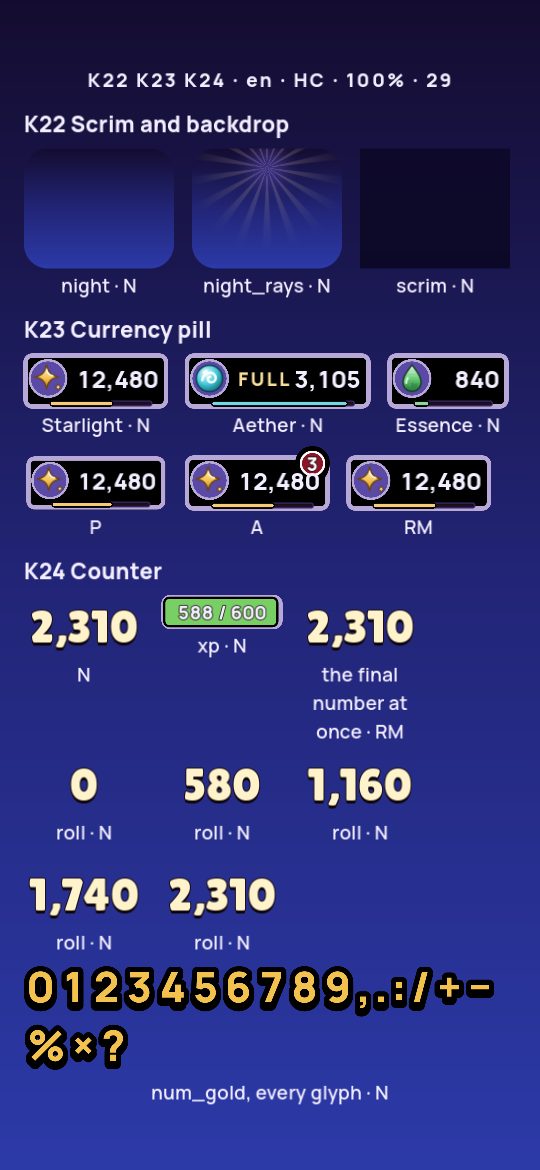 K22 K23 K24 · en · HC · 100% · 29
K22 Scrim and backdrop
night · N
night_rays · N
scrim · N
K23 Currency pill
12,480
FULL 3,105
840
Starlight · N
Aether · N
Essence · N
12,480
12,480
3
12,480
P
A
RM
K24 Counter
2,310
588 / 600
2,310
N
xp · N
the final
number at
once · RM
0
580
1,160
roll · N
roll · N
roll · N
1,740
2,310
roll · N
roll · N
0123456789,.:/+−
%×?
num_gold, every glyph · N